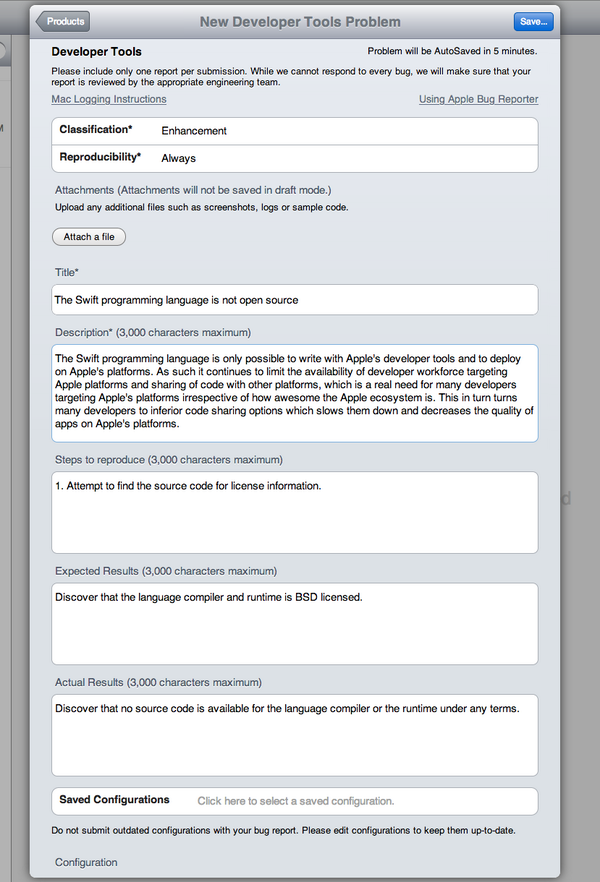 Products
New Developer Tools Problem
Save...
Developer Tools
Problem will be AutoSaved in 5 minutes.
Please include only one report per submission. While we cannot respond to every bug, we will make sure that your
report is reviewed by the appropriate engineering team.
Mac Logging Instructions
Using Apple Bug Reporter
Classification* Enhancement
Reproducibility* Always
Attachments (Attachments will not be saved in draft mode.)
Upload any additional files such as screenshots, logs or sample code.
Attach a file
Title*
The Swift programming language is not open source
Description* (3,000 characters maximum)
The Swift programming language is only possible to write with Apple's developer tools and to deploy
on Apple's platforms. As such it continues to limit the availability of developer workforce targeting
Apple platforms and sharing of code with other platforms, which is a real need for many developers
targeting Apple's platforms irrespective of how awesome the Apple ecosystem is. This in turn turns
many developers to inferior code sharing options which slows them down and decreases the quality of
apps on Apple's platforms.
Steps to reproduce (3,000 characters maximum)
1. Attempt to find the source code for license information.
Expected Results (3,000 characters maximum)
Discover that the language compiler and runtime is BSD licensed.
Actual Results (3,000 characters maximum)
Discover that no source code is available for the language compiler or the runtime under any terms.
Saved Configurations Click here to select a saved configuration.
Do not submit outdated configurations with your bug report. Please edit configurations to keep them up-to-date.
Configuration